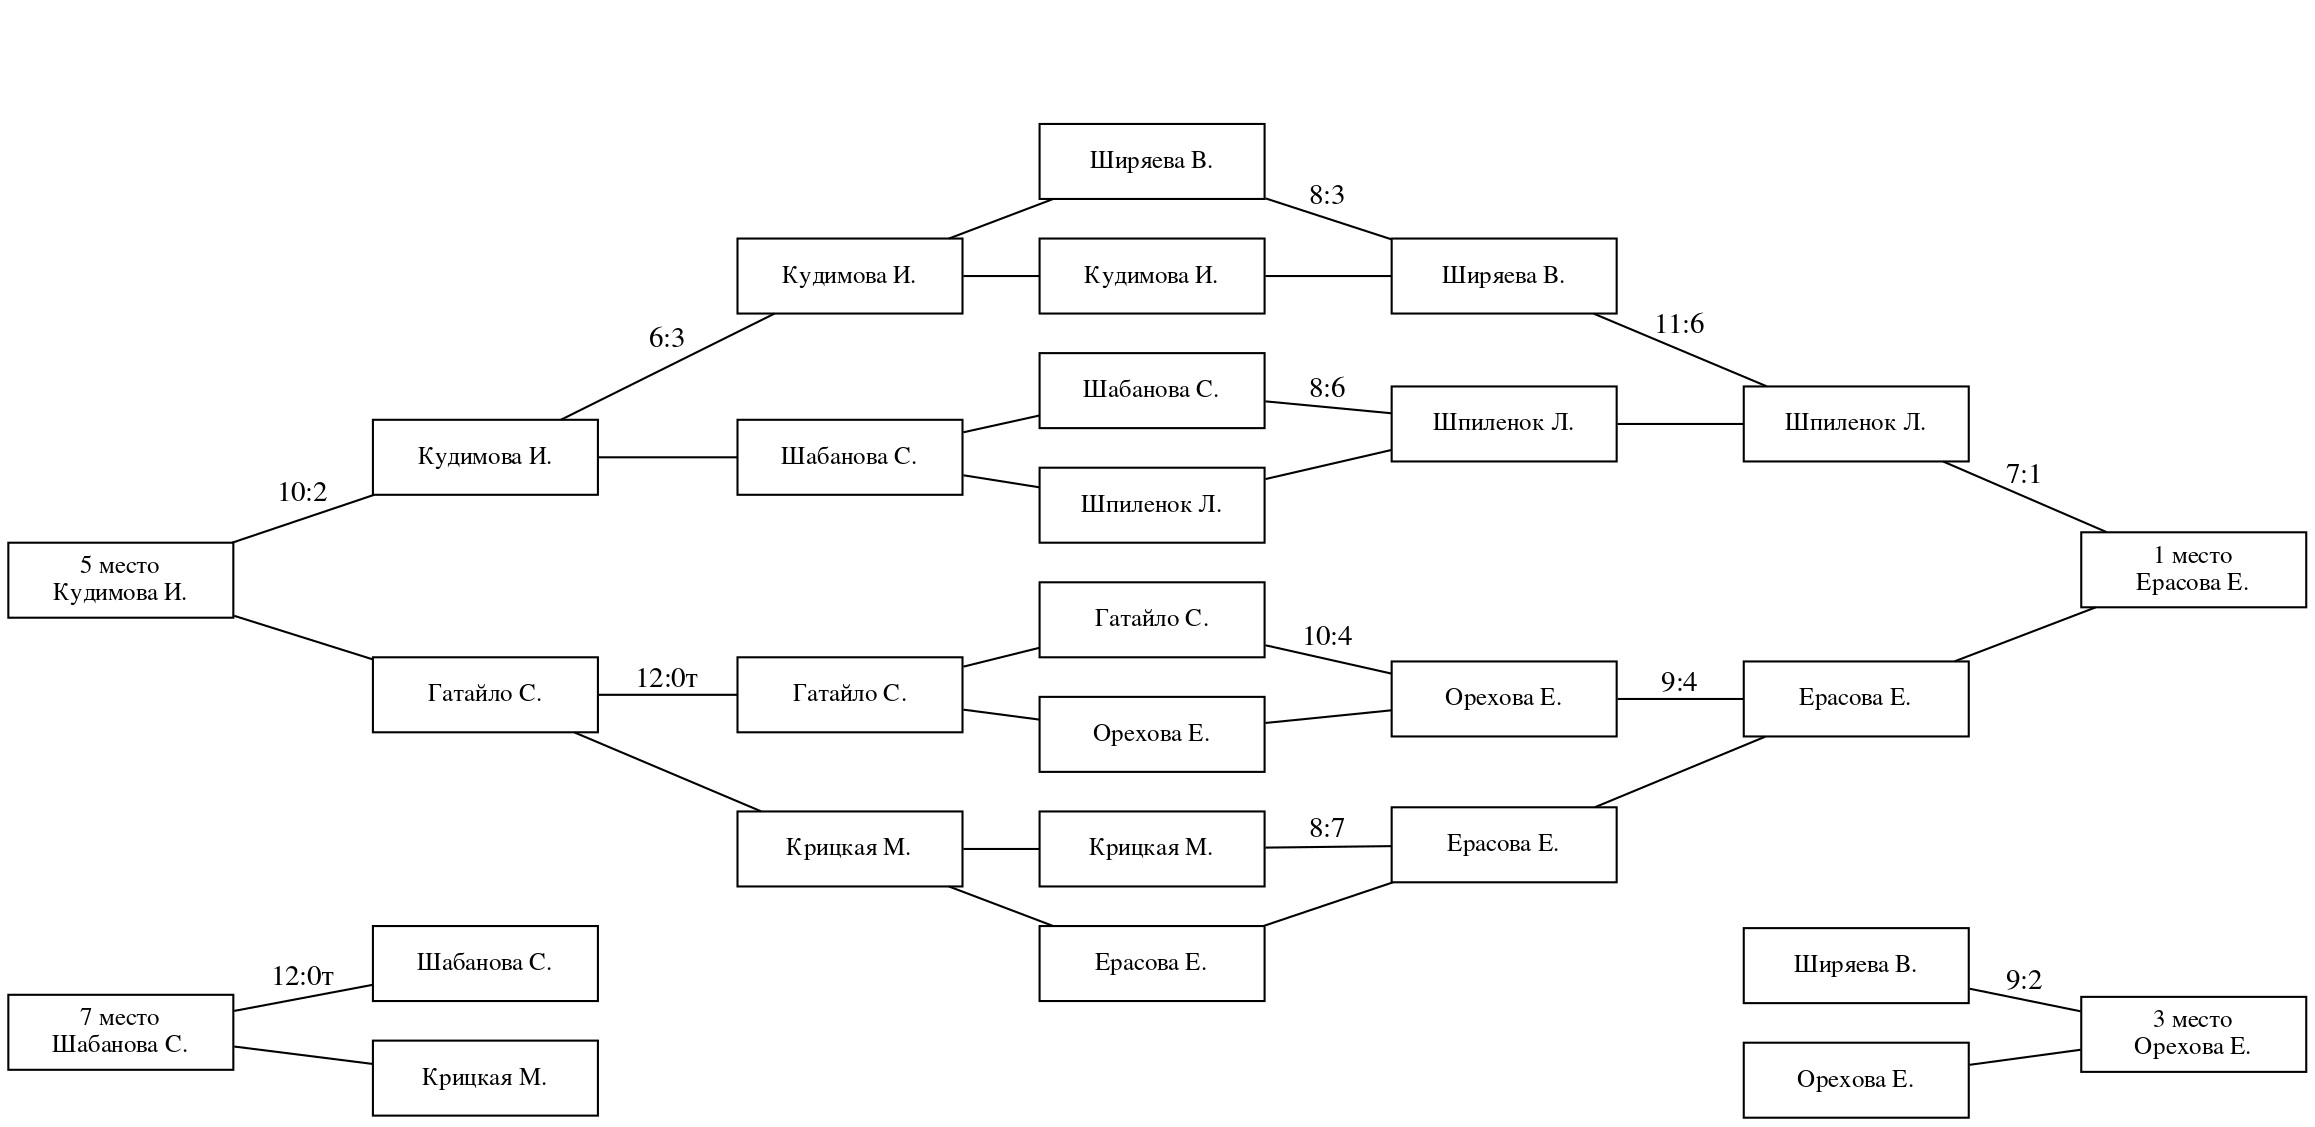 Ширяева В.
8:3
Кудимова И.
Кудимова И.
Ширяева В.
6:3
11:6
Шабанова С.
8:6
Кудимова И.
Шабанова С.
Шпиленок Л.
Шпиленок Л.
10:2
Шпиленок Л.
7:1
5 место
Кудимова И.
1 место
Ерасова Е.
Гатайло С.
10:4
Гатайло С.
12:0т
Гатайло С.
Орехова Е.
Орехова Е.
9:4
Ерасова Е.
Крицкая М.
Крицкая М.
8:7
Ерасова Е.
Ерасова Е.
Шабанова С.
12:0т
7 место
Шабанова С.
Крицкая М.
Ширяева В.
9:2
3 место
Орехова Е.
Орехова Е.